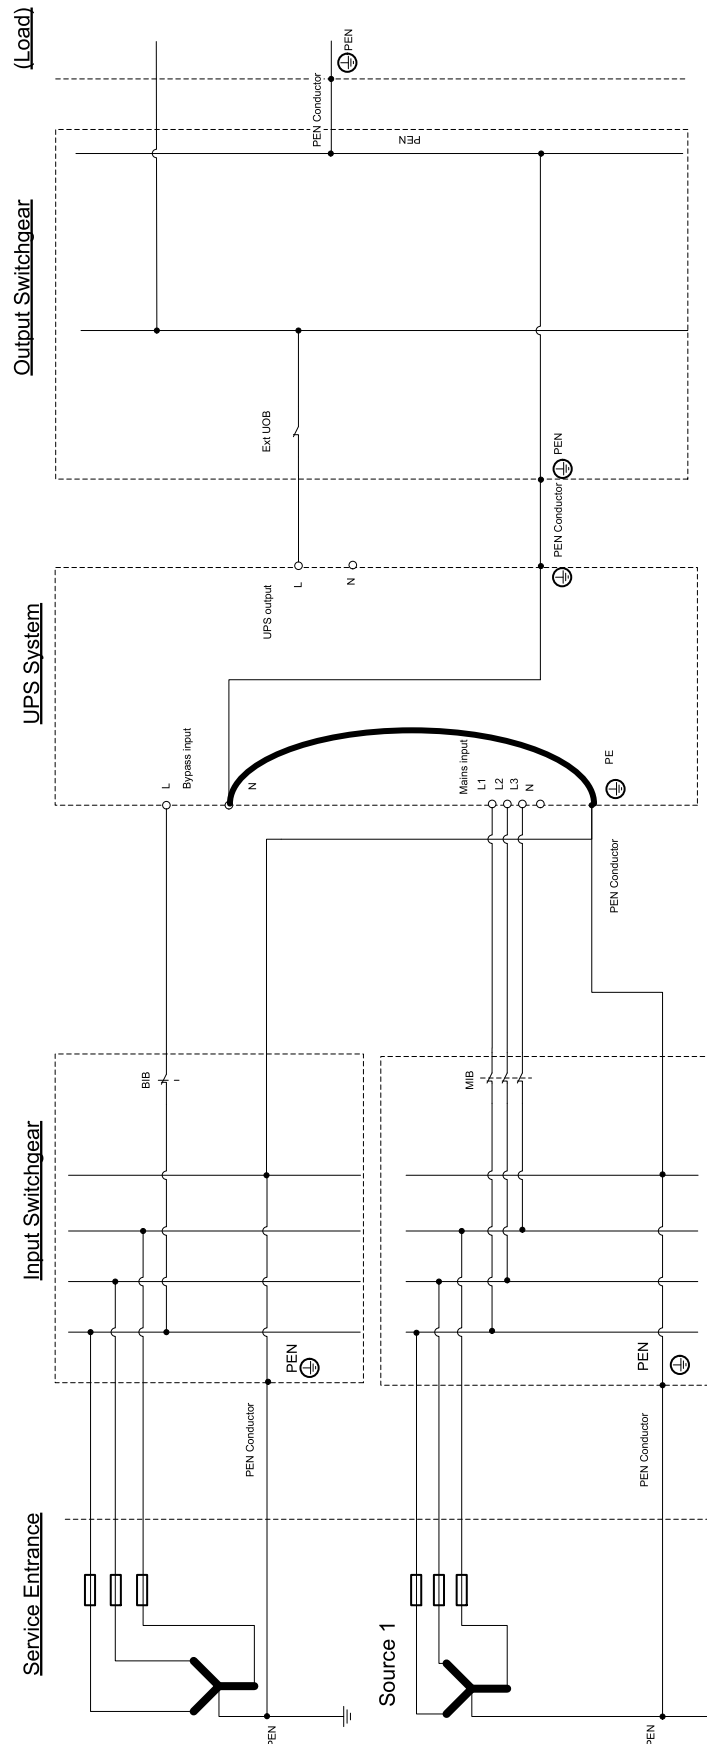 (Load)
PEN
PEN Conductor
PEN
Output Switchgear
Ext UOB
PEN
PEN Conductor
UPS System
UPS output
L
N
Bypass input
L
N
Mains input
L1
L2
L3
N
PE
PEN Conductor
Input Switchgear
BIB
MIB
PEN
PEN
PEN Conductor
PEN Conductor
Service Entrance
Source 1
PEN
PEN